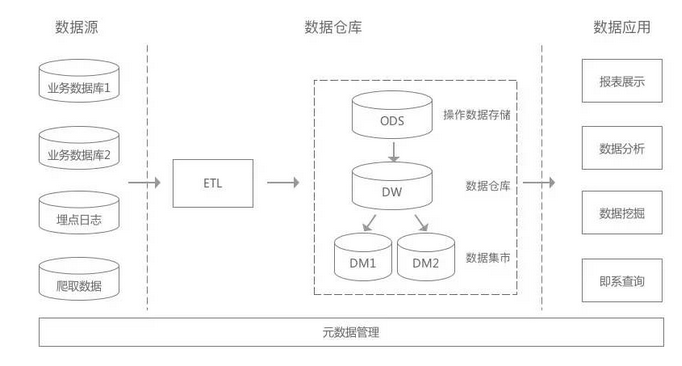 数据源
数据仓库
数据应用
业务数据库1
业务数据库2
埋点日志
爬取数据
ETL
ODS
操作数据存储
DW
数据仓库
DM1
DM2
数据集市
报表展示
数据分析
数据挖掘
即系查询
元数据管理